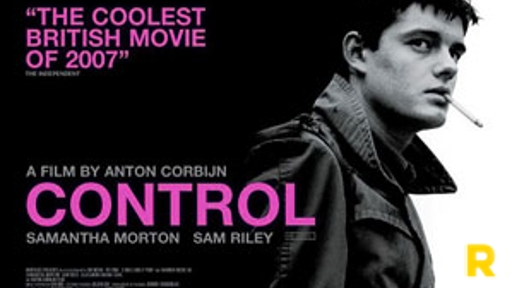 “THE COOLEST
BRITISH MOVIE
OF 2007”
THE INDEPENDENT
A FILM BY ANTON CORBIJN
CONTROL
SAMANTHA MORTON SAM RILEY
R